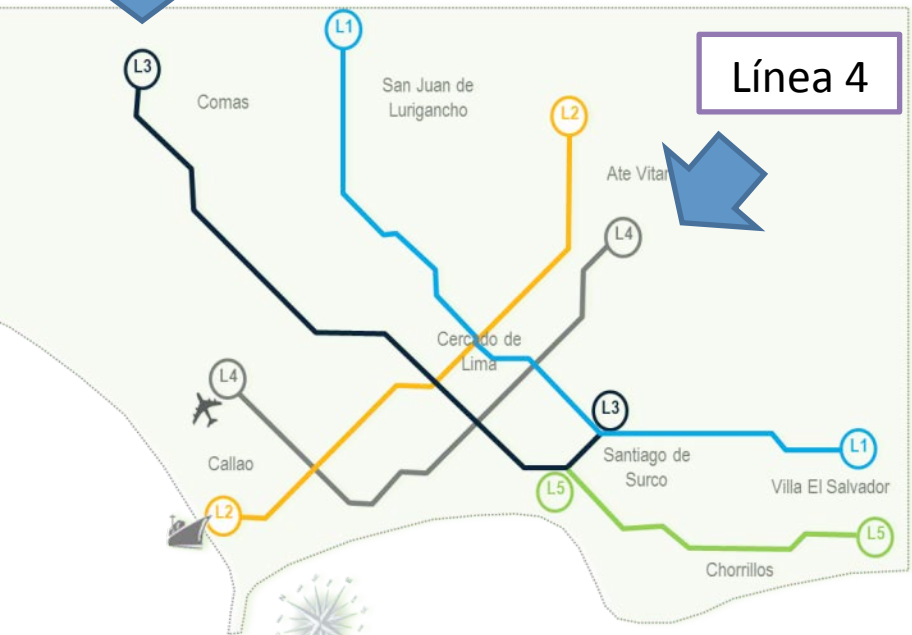 L1
L3
Línea 4
San Juan de
Lurigancho
Comas
L2
L4
Cercado de
Lima
L4
L3
Callao
Santiago de
Surco
L1
Villa El Salvador
L5
L2
L5
Chorrillos